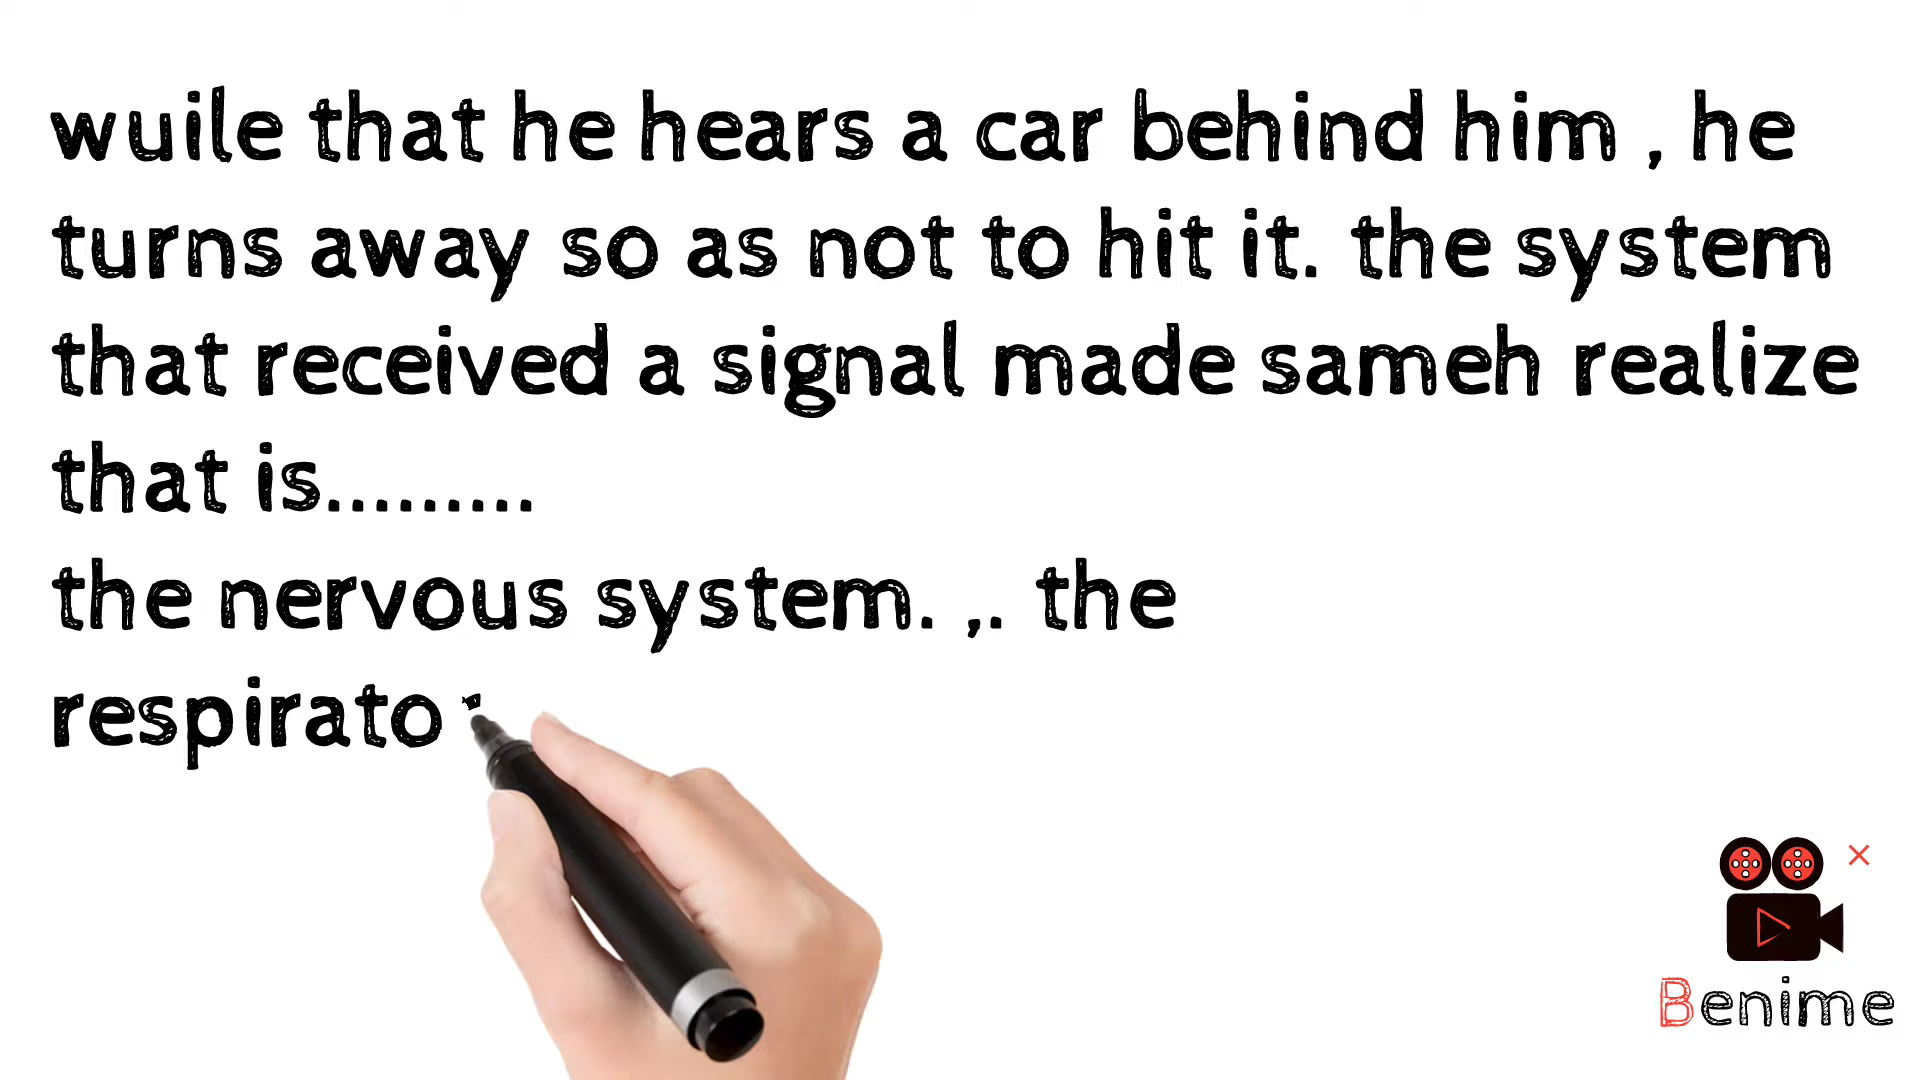 wuile that he hears a car behind him , he
turns away so as not to hit it. the system
that received a signal made sameh realize
that is.........
the nervous system. ,. the
respirato
Benime